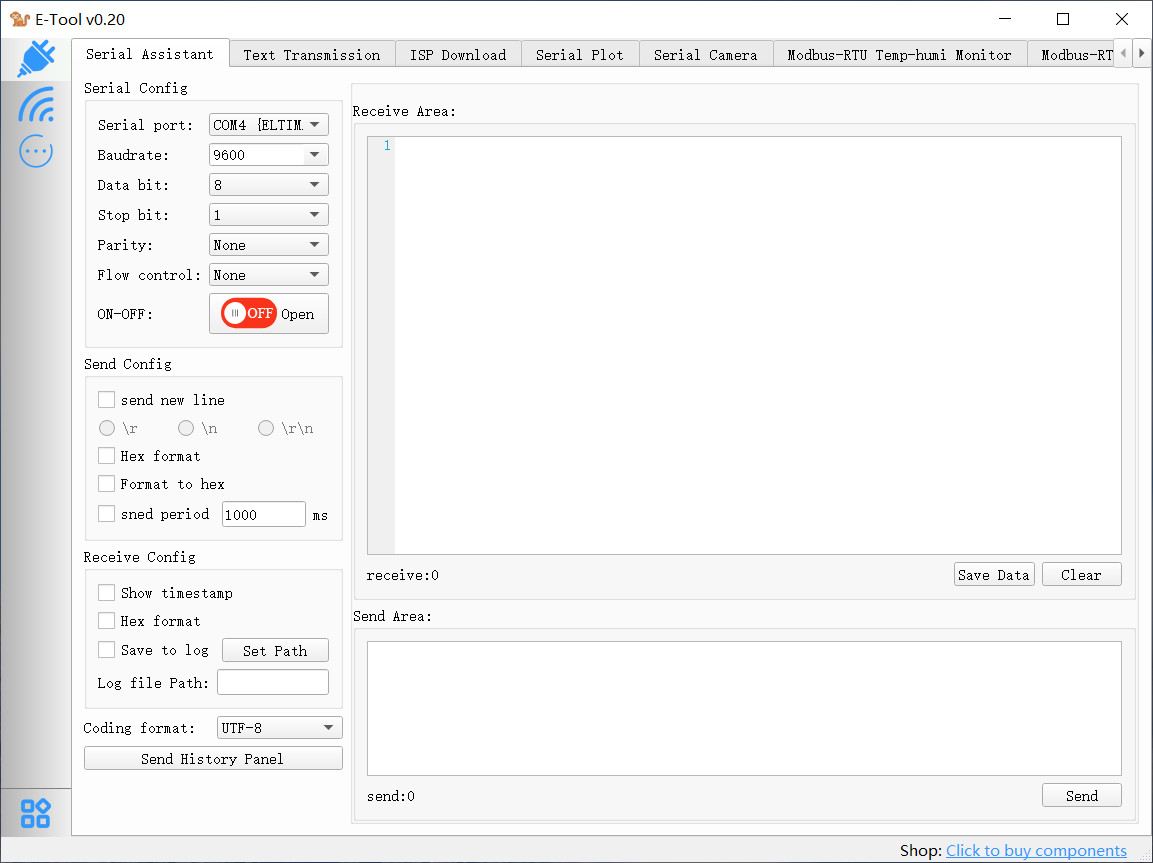 E-Tool v0.20
Serial Assistant
Text Transmission
ISP Download
Serial Plot
Serial Camera
Modbus-RTU Temp-humi Monitor
Modbus-RT
Serial Config
Serial port: COM4 {ELTIM
Baudrate: 9600
Data bit: 8
Stop bit: 1
Parity: None
Flow control: None
ON-OFF: OFF Open
Send Config
send new line
\r \n \r\n
Hex format
Format to hex
sned period 1000 ms
Receive Config
Show timestamp
Hex format
Save to log Set Path
Log file Path:
Coding format: UTF-8
Send History Panel
Receive Area:
1
receive:0 Save Data Clear
Send Area:
send:0 Send
Shop: Click to buy components